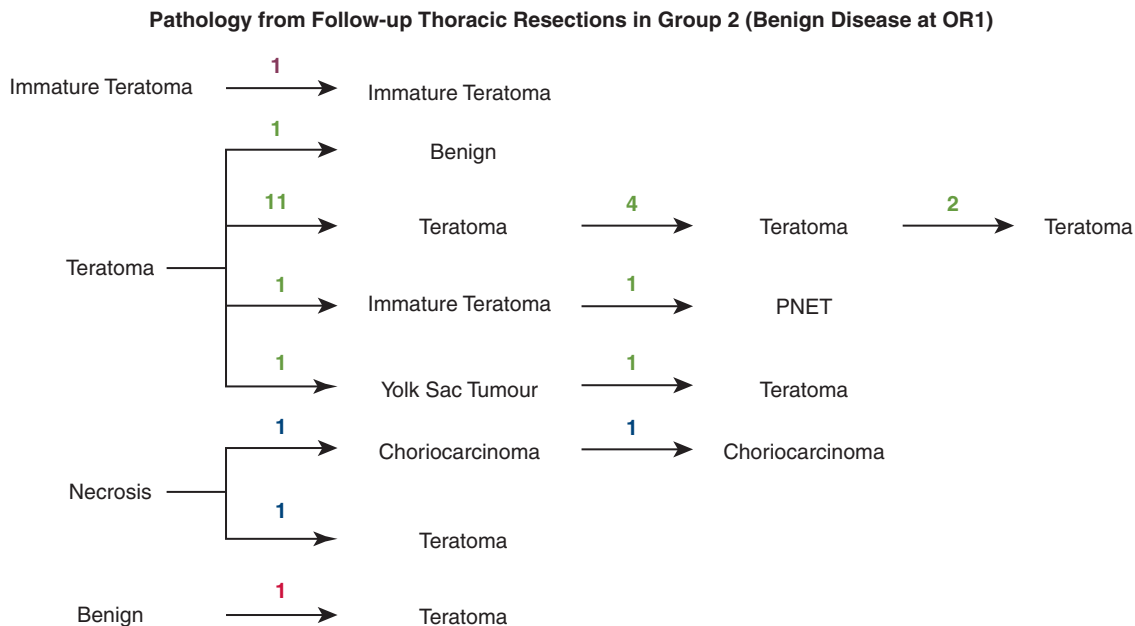 Pathology from Follow-up Thoracic Resections in Group 2 (Benign Disease at OR1)
Immature Teratoma 1 Immature Teratoma
1 Benign
11 Teratoma 4 Teratoma 2 Teratoma
Teratoma
1 Immature Teratoma 1 PNET
1 Yolk Sac Tumour 1 Teratoma
1 Choriocarcinoma 1 Choriocarcinoma
Necrosis
1 Teratoma
Benign 1 Teratoma